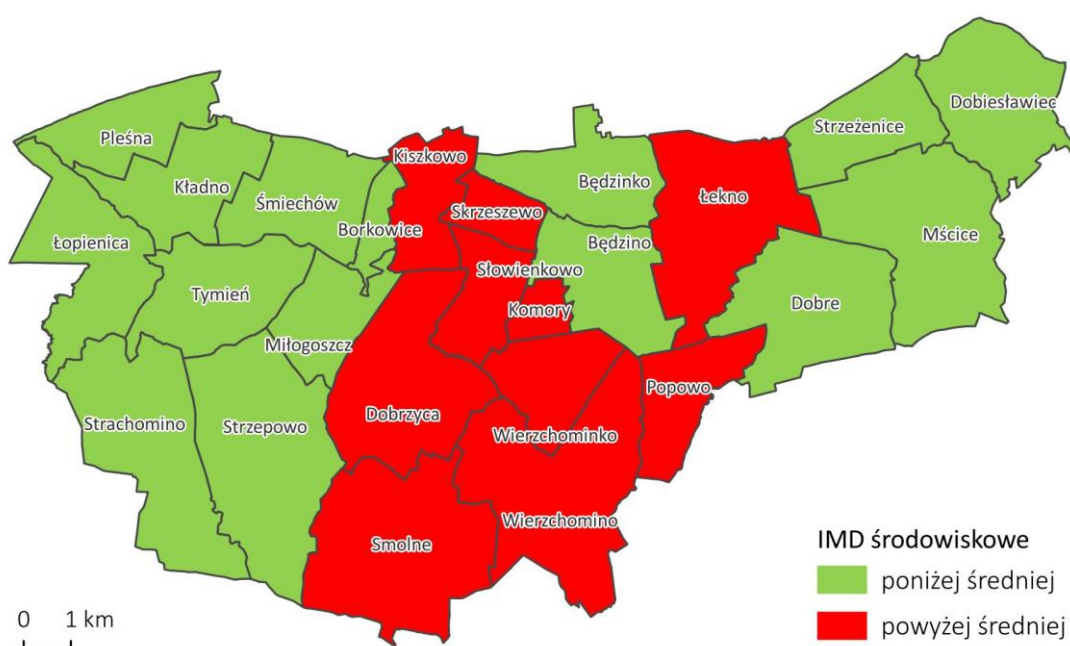 Dobiesławiec
Strzeżenice
Pleśna
Kiszkowo
Kładno
Będzinko
Łekno
Śmiechów
Skrzeszewo
Borkowice
Mścice
Łopienica
Będzino
Słowienkowo
Tymień
Komory
Dobre
Miłogoszcz
Popowo
Dobrzyca
Strachomino
Strzepowo
Wierzchominko
Wierzchomino
Smolne
IMD środowiskowe
poniżej średniej
powyżej średniej
0 1 km